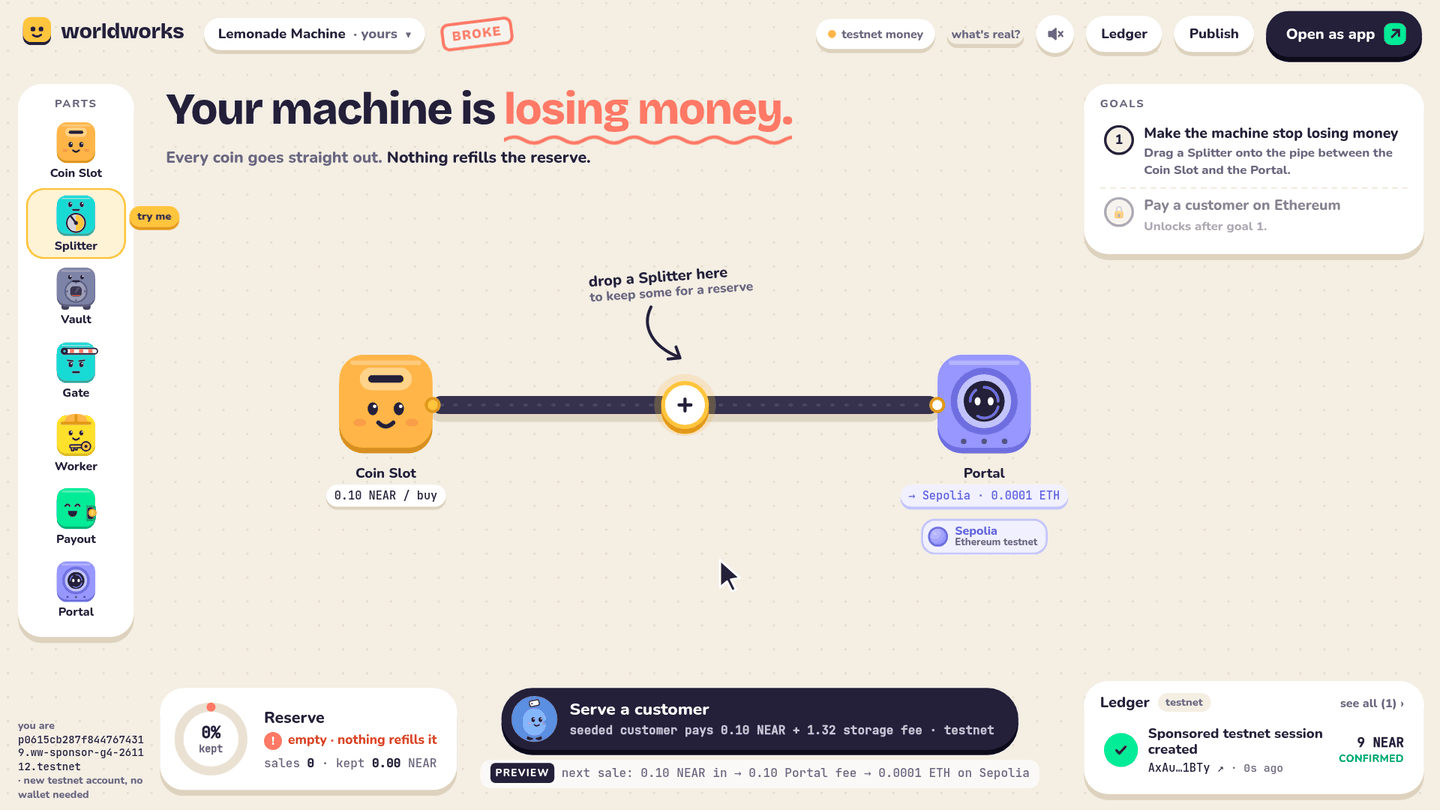 worldworks
Lemonade Machine · yours ▾
BROKE
testnet money
what's real?
Ledger
Publish
Open as app
PARTS
Coin Slot
Splitter
try me
Vault
Gate
Worker
Payout
Portal
Your machine is losing money.
Every coin goes straight out. Nothing refills the reserve.
GOALS
1
Make the machine stop losing money
Drag a Splitter onto the pipe between the
Coin Slot and the Portal.
Pay a customer on Ethereum
Unlocks after goal 1.
drop a Splitter here
to keep some for a reserve
+
Coin Slot
0.10 NEAR / buy
Portal
→ Sepolia · 0.0001 ETH
Sepolia
Ethereum testnet
you are
p0615cb287f844767431
9.ww-sponsor-g4-2611
12.testnet
· new testnet account, no
wallet needed
0%
kept
Reserve
! empty · nothing refills it
sales 0 · kept 0.00 NEAR
Serve a customer
seeded customer pays 0.10 NEAR + 1.32 storage fee · testnet
PREVIEW next sale: 0.10 NEAR in → 0.10 Portal fee → 0.0001 ETH on Sepolia
Ledger testnet see all (1) ›
Sponsored testnet session
created
AxAu…1BTy ↗ · 0s ago
9 NEAR
CONFIRMED